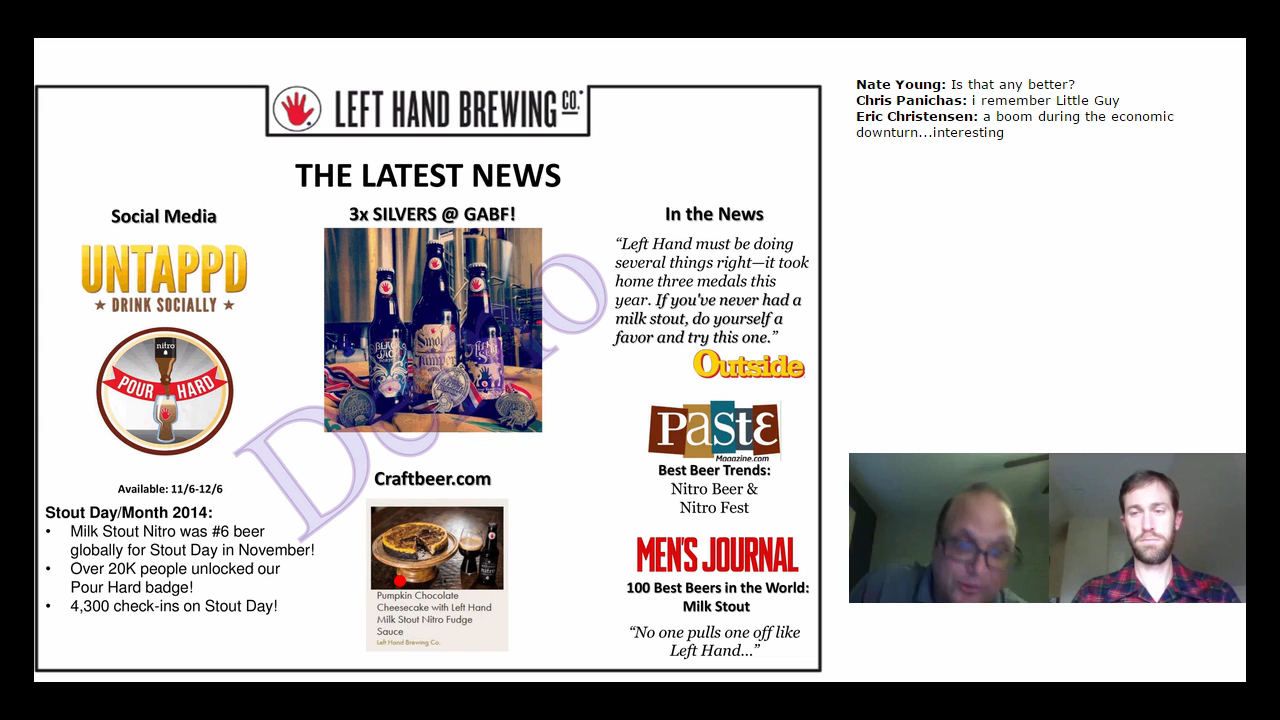 LEFT HAND BREWING CO.
THE LATEST NEWS
Social Media
UNTAPPD
★ DRINK SOCIALLY ★
nitro
POUR HARD
Available: 11/6-12/6
Stout Day/Month 2014:
• Milk Stout Nitro was #6 beer
globally for Stout Day in November!
• Over 20K people unlocked our
Pour Hard badge!
• 4,300 check-ins on Stout Day!
3x SILVERS @ GABF!
Craftbeer.com
Pumpkin Chocolate
Cheesecake with Left Hand
Milk Stout Nitro Fudge
Sauce
Left Hand Brewing Co.
In the News
“Left Hand must be doing
several things right—it took
home three medals this
year. If you've never had a
milk stout, do yourself a
favor and try this one.”
Outside
Paste
Magazine.com
Best Beer Trends:
Nitro Beer &
Nitro Fest
MEN'S JOURNAL
100 Best Beers in the World:
Milk Stout
“No one pulls one off like
Left Hand...”
Nate Young: Is that any better?
Chris Panichas: i remember Little Guy
Eric Christensen: a boom during the economic
downturn...interesting